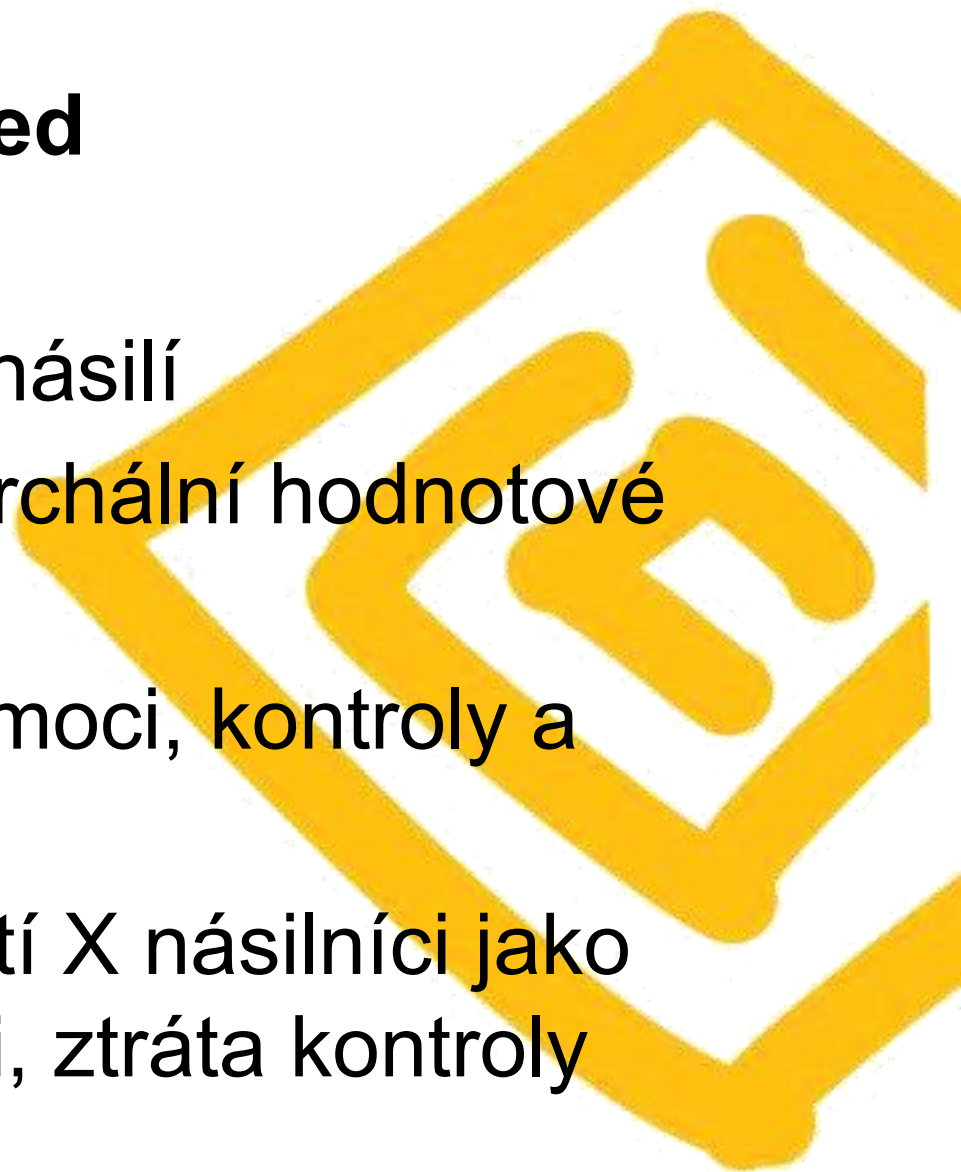 ed
násilí
rchální hodnotové
moci, kontroly a
tí X násilníci jako
i, ztráta kontroly